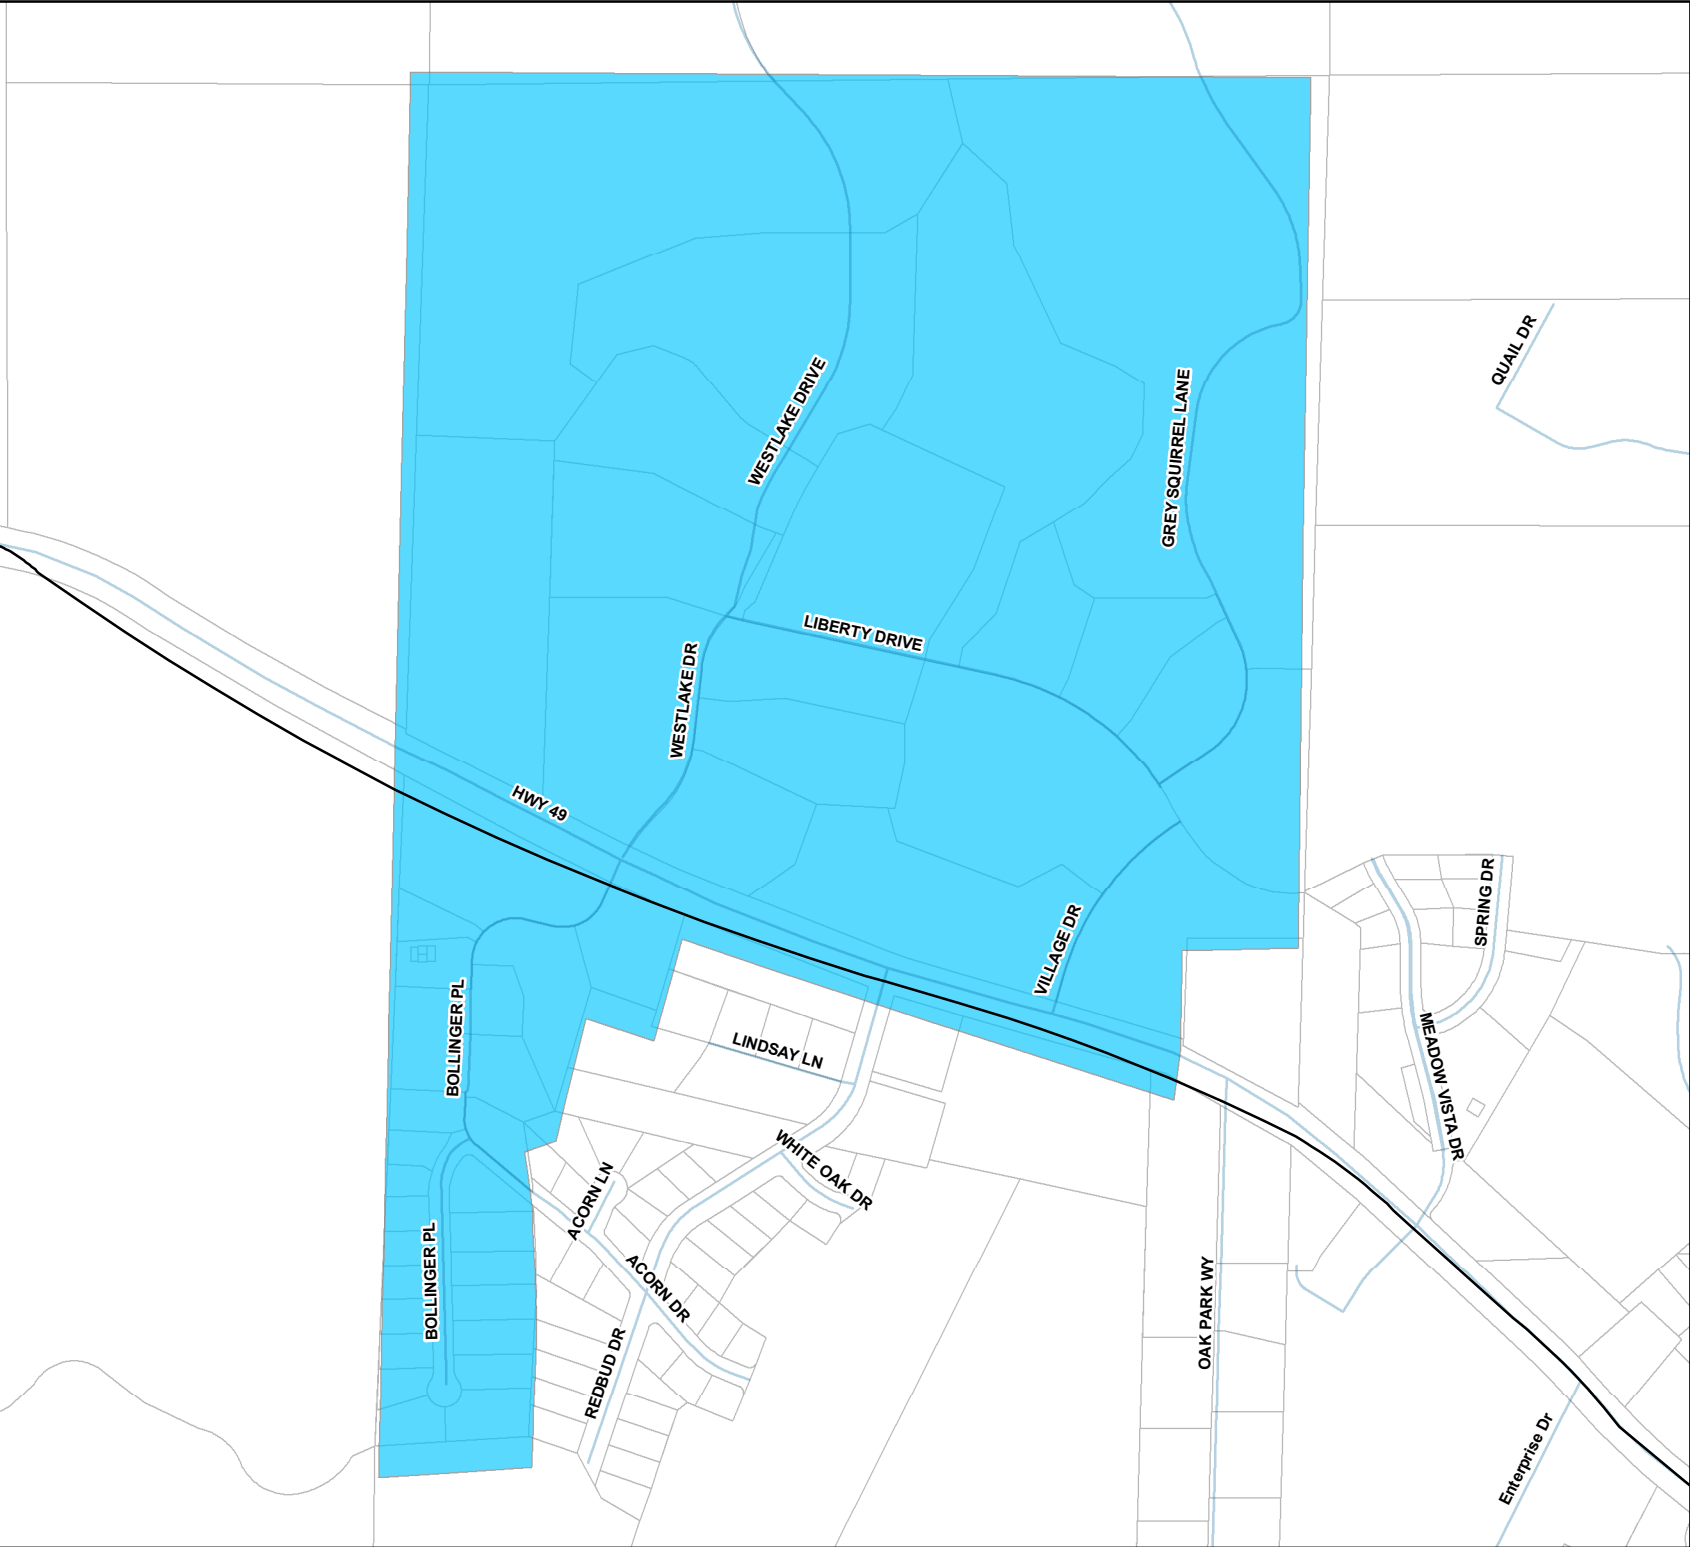 QUAIL DR
WESTLAKE DRIVE
GREY SQUIRREL LANE
LIBERTY DRIVE
WESTLAKE DR
HWY 49
SPRING DR
VILLAGE DR
BOLLINGER PL
LINDSAY LN
MEADOW VISTA DR
WHITE OAK DR
ACORN LN
BOLLINGER PL
ACORN DR
OAK PARK WY
REDBUD DR
Enterprise Dr